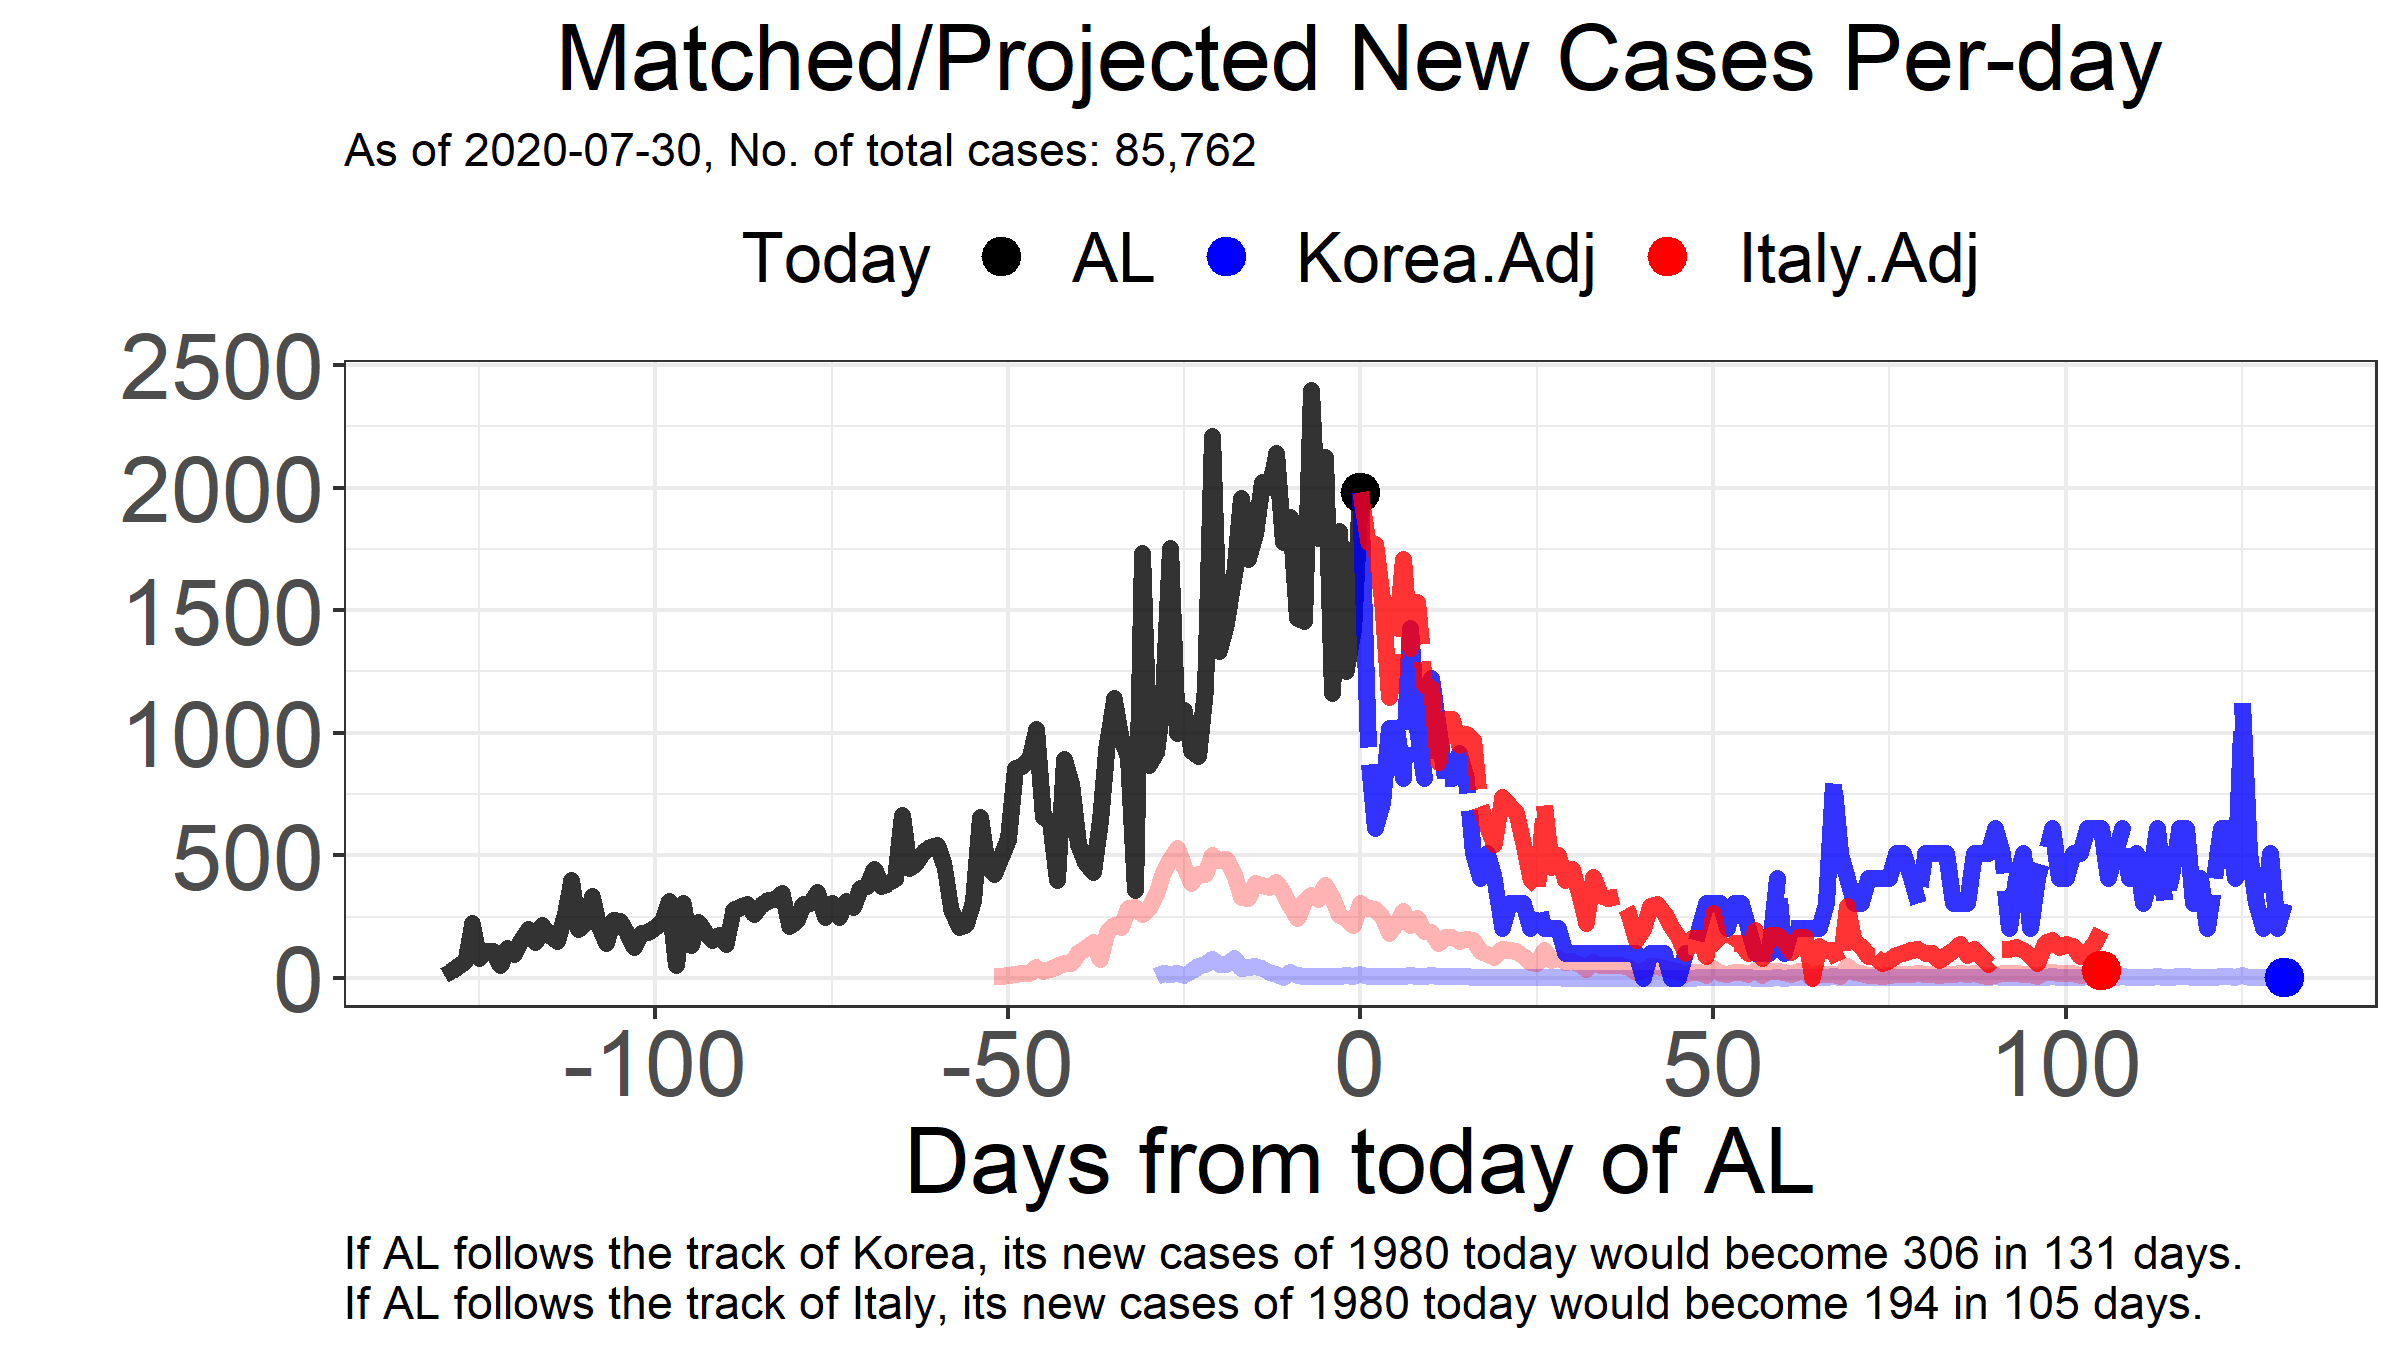 Matched/Projected New Cases Per-day
As of 2020-07-30, No. of total cases: 85,762
Today AL Korea.Adj Italy.Adj
2500
2000
1500
1000
500
0
-100 -50 0 50 100
Days from today of AL
If AL follows the track of Korea, its new cases of 1980 today would become 306 in 131 days.
If AL follows the track of Italy, its new cases of 1980 today would become 194 in 105 days.